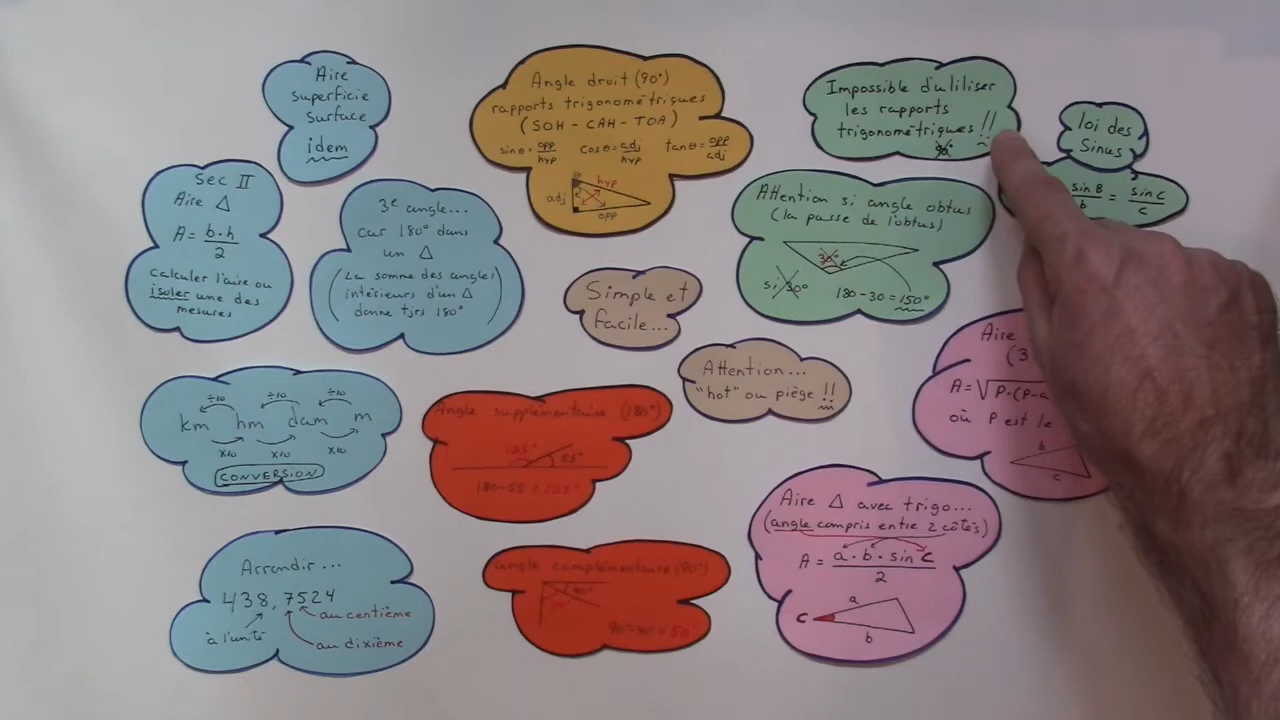 Aire
superficie
surface
idem
Angle droit (90°)
rapports trigonométriques
(SOH - CAH - TOA)
sinθ = opp/hyp cosθ = adj/hyp tanθ = opp/adj
hyp
adj
opp
Impossible d'utiliser
les rapports
trigonométriques !!
90°
loi des
Sinus
sin B/b = sin C/c
Sec II
Aire Δ
A = b·h/2
calculer l'aire ou
isoler une des
mesures
3e angle...
car 180° dans
un Δ
(La somme des angles
intérieurs d'un Δ
donne tjrs 180°)
Simple et
facile...
Attention si angle obtus
(la passe de l'obtus)
30°
si 30°
180-30 = 150°
Attention...
"hot" ou piège !!
Aire
(3
A = √P·(P-a
où P est le
b
c
÷10 ÷10 ÷10
km hm dam m
x10 x10 x10
CONVERSION
Angle supplémentaire (180°)
125° 55°
180-55 = 125°
Aire Δ avec trigo...
(angle compris entre 2 côtés)
A = a·b·sin C/2
a
C
b
Arrondir...
438,7524
au centième
à l'unité
au dixième
angle complémentaire (90°)